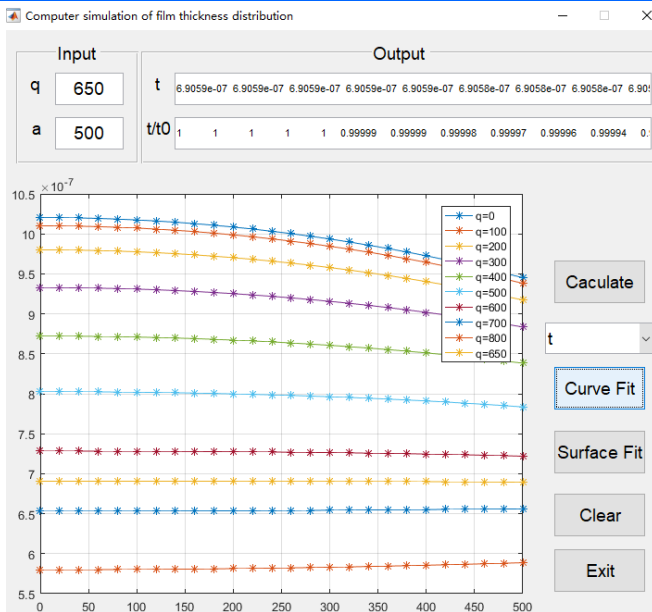 Computer simulation of film thickness distribution
Input
Output
q 650
t 6.9059e-07 6.9059e-07 6.9059e-07 6.9059e-07 6.9059e-07 6.9058e-07 6.9058e-07 6.9058e-07
a 500
t/t0 1 1 1 1 1 0.99999 0.99999 0.99998 0.99997 0.99996 0.99994
×10^-7
10.5
10
9.5
9
8.5
8
7.5
7
6.5
6
5.5
0 50 100 150 200 250 300 350 400 450 500
q=0
q=100
q=200
q=300
q=400
q=500
q=600
q=700
q=800
q=650
Caculate
t
Curve Fit
Surface Fit
Clear
Exit